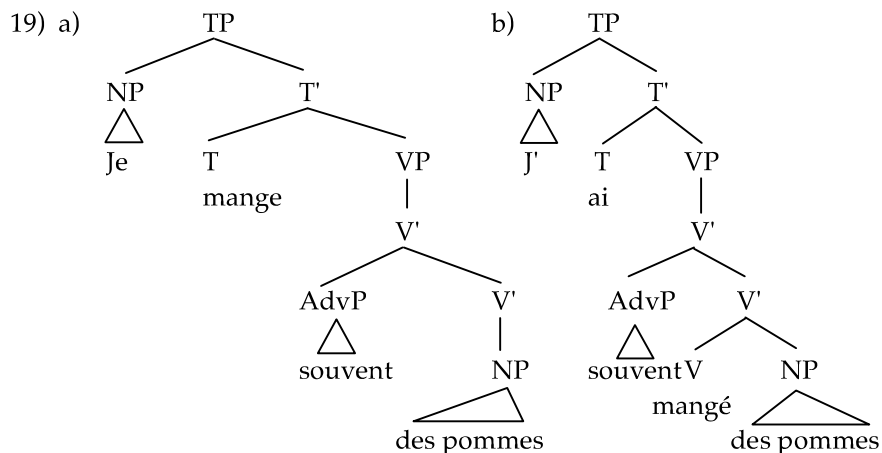 19) a) TP b) TP
NP T' NP T'
Je T VP J' T VP
mange ai
V' V'
AdvP V' AdvP V'
souvent NP souvent V NP
mangé
des pommes des pommes